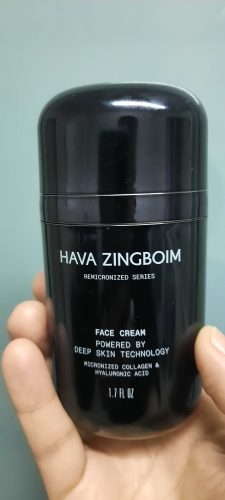 HAVA ZINGBOIM
REMICRONIZED SERIES
FACE CREAM
POWERED BY
DEEP SKIN TECHNOLOGY
MICRONIZED COLLAGEN &
HYALURONIC ACID
1.7 FL OZ